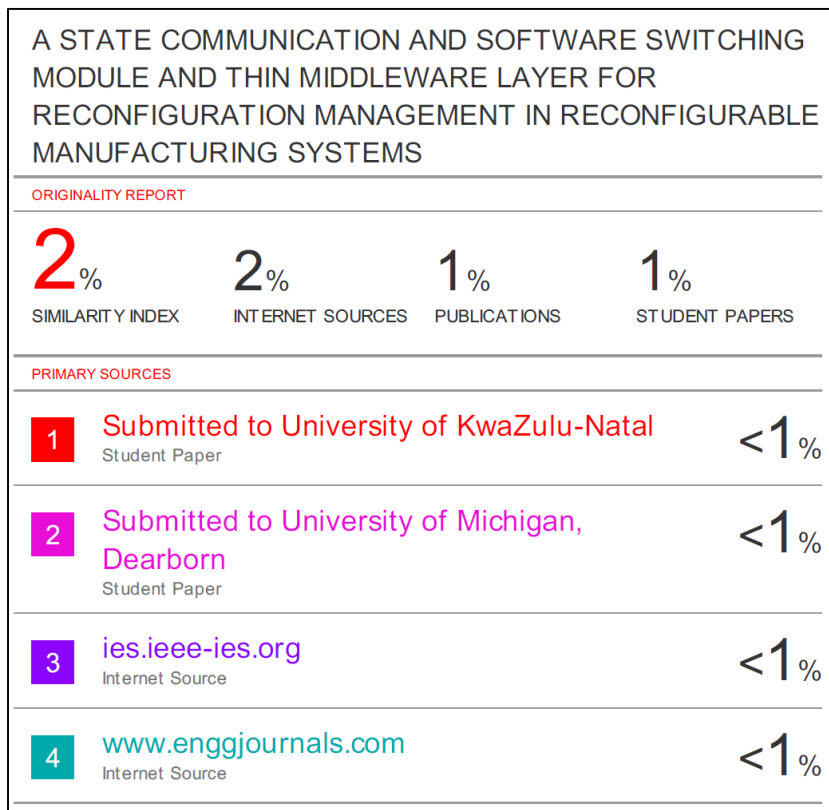 A STATE COMMUNICATION AND SOFTWARE SWITCHING
MODULE AND THIN MIDDLEWARE LAYER FOR
RECONFIGURATION MANAGEMENT IN RECONFIGURABLE
MANUFACTURING SYSTEMS
ORIGINALITY REPORT
2% 2% 1% 1%
SIMILARITY INDEX INTERNET SOURCES PUBLICATIONS STUDENT PAPERS
PRIMARY SOURCES
1 Submitted to University of KwaZulu-Natal <1%
Student Paper
2 Submitted to University of Michigan, <1%
Dearborn
Student Paper
3 ies.ieee-ies.org <1%
Internet Source
4 www.enggjournals.com <1%
Internet Source